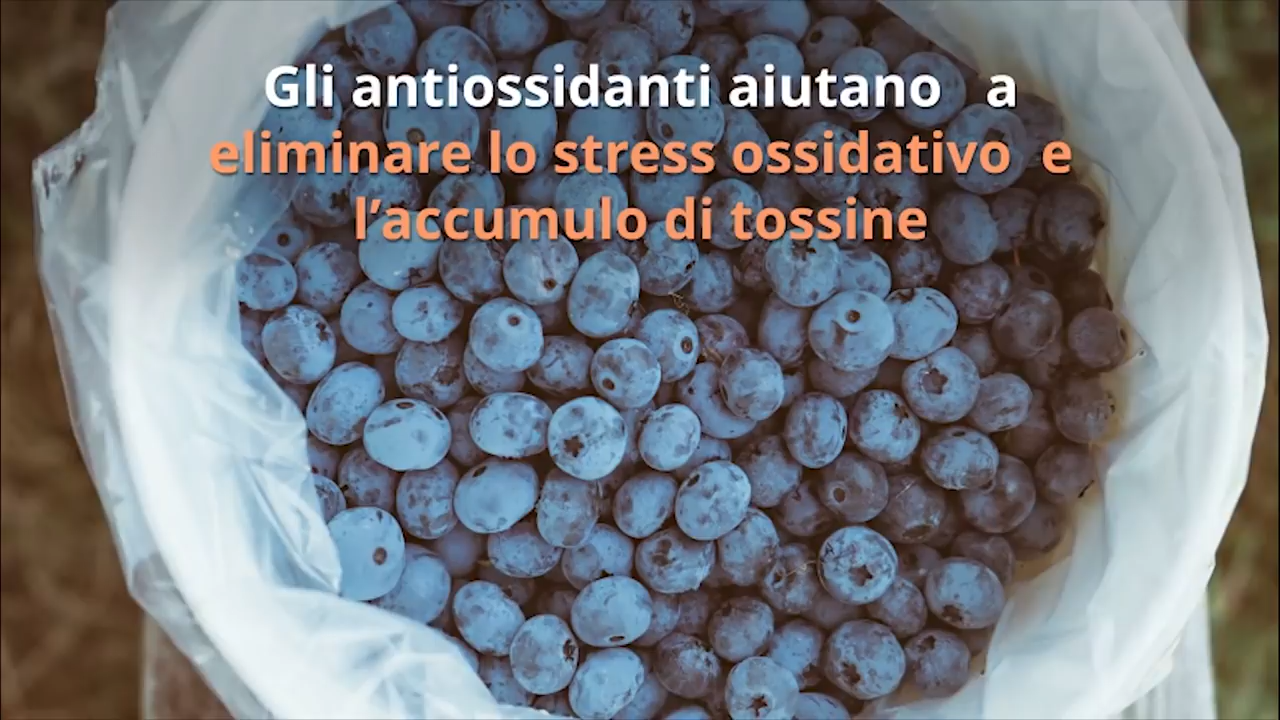 Gli antiossidanti aiutano a
eliminare lo stress ossidativo e
l’accumulo di tossine